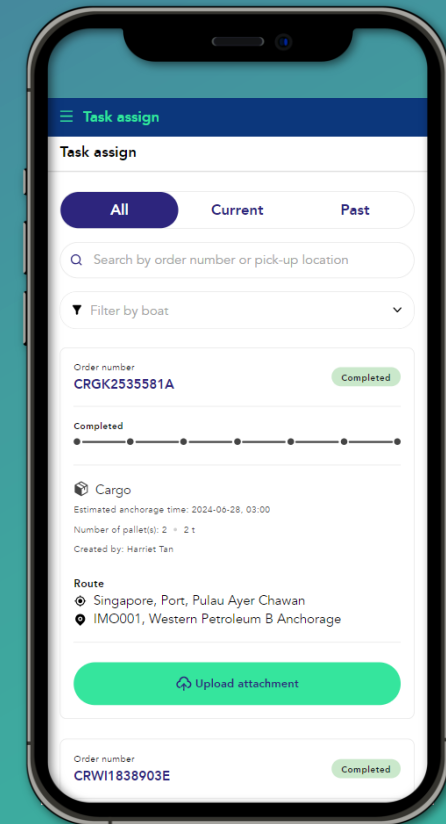 Task assign
Task assign
All Current Past
Search by order number or pick-up location
Filter by boat
Order number
CRGK2535581A
Completed
Completed
Cargo
Estimated anchorage time: 2024-06-28, 03:00
Number of pallet(s): 2 • 2 t
Created by: Harriet Tan
Route
Singapore, Port, Pulau Ayer Chawan
IMO001, Western Petroleum B Anchorage
Upload attachment
Order number
CRWI1838903E
Completed